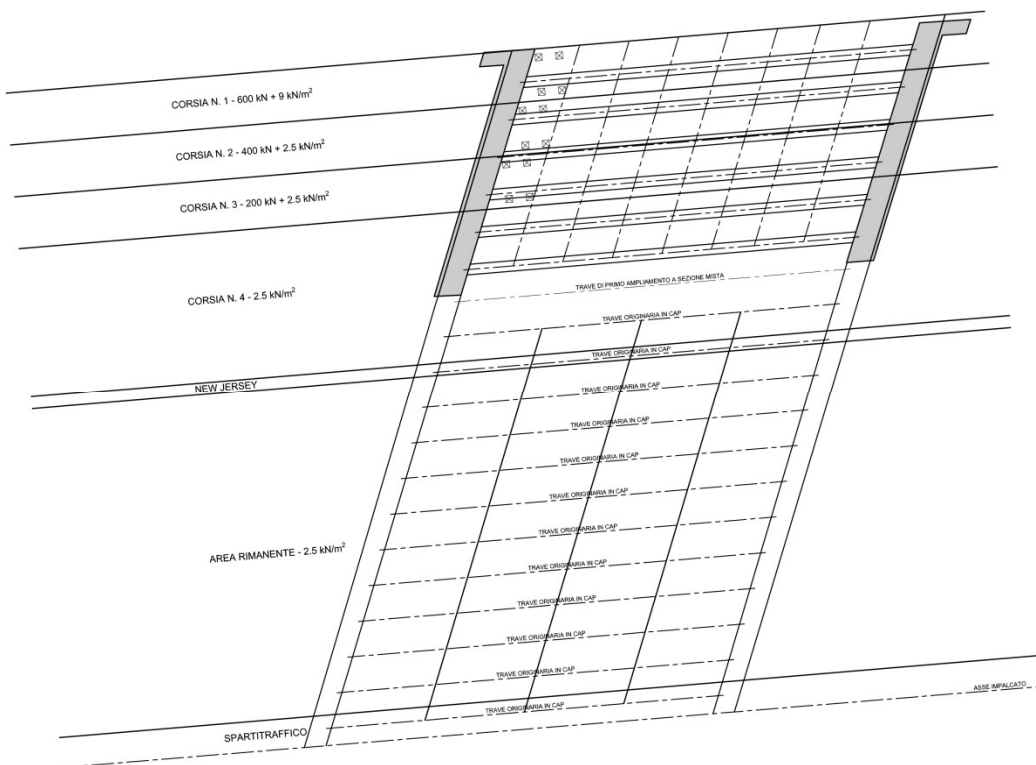 CORSIA N. 1 - 600 kN + 9 kN/m²
CORSIA N. 2 - 400 kN + 2.5 kN/m²
CORSIA N. 3 - 200 kN + 2.5 kN/m²
TRAVE DI PRIMO AMPLIAMENTO A SEZIONE MISTA
CORSIA N. 4 - 2.5 kN/m²
TRAVE ORIGINARIA IN CAP
TRAVE ORIGINARIA IN CAP
NEW JERSEY
TRAVE ORIGINARIA IN CAP
TRAVE ORIGINARIA IN CAP
TRAVE ORIGINARIA IN CAP
TRAVE ORIGINARIA IN CAP
TRAVE ORIGINARIA IN CAP
AREA RIMANENTE - 2.5 kN/m²
TRAVE ORIGINARIA IN CAP
TRAVE ORIGINARIA IN CAP
TRAVE ORIGINARIA IN CAP
TRAVE ORIGINARIA IN CAP
ASSE IMPALCATO
TRAVE ORIGINARIA IN CAP
SPARTITRAFFICO